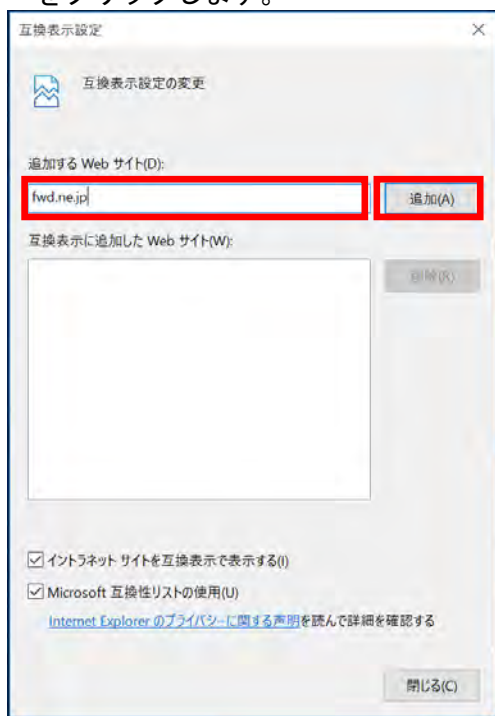 をクリックします。
互換表示設定
互換表示設定の変更
追加する Web サイト(D):
fwd.ne.jp
追加(A)
互換表示に追加した Web サイト(W):
削除(R)
イントラネット サイトを互換表示で表示する(I)
Microsoft 互換性リストの使用(U)
Internet Explorer のプライバシーに関する声明を読んで詳細を確認する
閉じる(C)